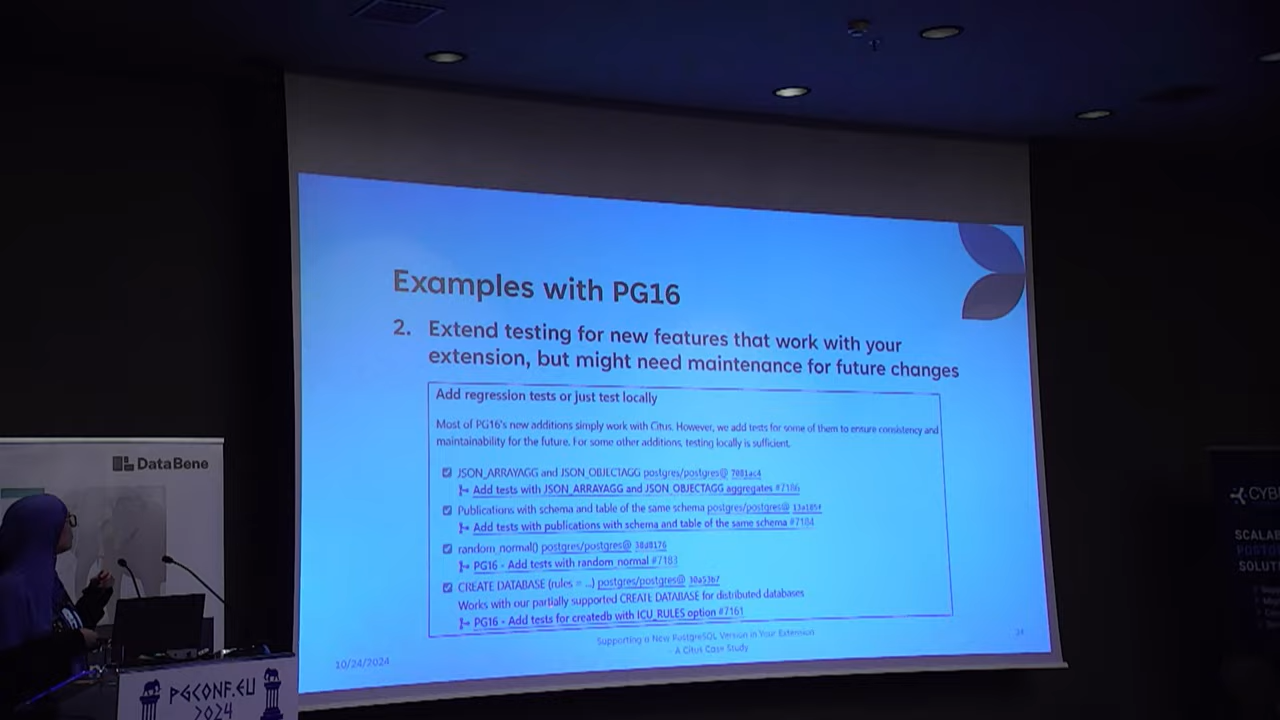 Examples with PG16
2. Extend testing for new features that work with your
extension, but might need maintenance for future changes
Add regression tests or just test locally
Most of PG16's new additions simply work with Citus. However, we add tests for some of them to ensure consistency and
maintainability for the future. For some other additions, testing locally is sufficient.
JSON_ARRAYAGG and JSON_OBJECTAGG postgres/postgres@ 7081ac4
Add tests with JSON_ARRAYAGG and JSON_OBJECTAGG aggregates #7186
Publications with schema and table of the same schema postgres/postgres@
Add tests with publications with schema and table of the same schema #7184
random_normal() postgres/postgres@ 38d8176
PG16 - Add tests with random_normal #7183
CREATE DATABASE (rules = ...) postgres/postgres@ 30a53b7
Works with our partially supported CREATE DATABASE for distributed databases
PG16 - Add tests for createdb with ICU_RULES option #7161
Supporting a New PostgreSQL Version in Your Extension
- A Citus Case Study
10/24/2024
DataBene
PGCONF.EU
2024
CYB
SCALA
POSTG
SOLUT